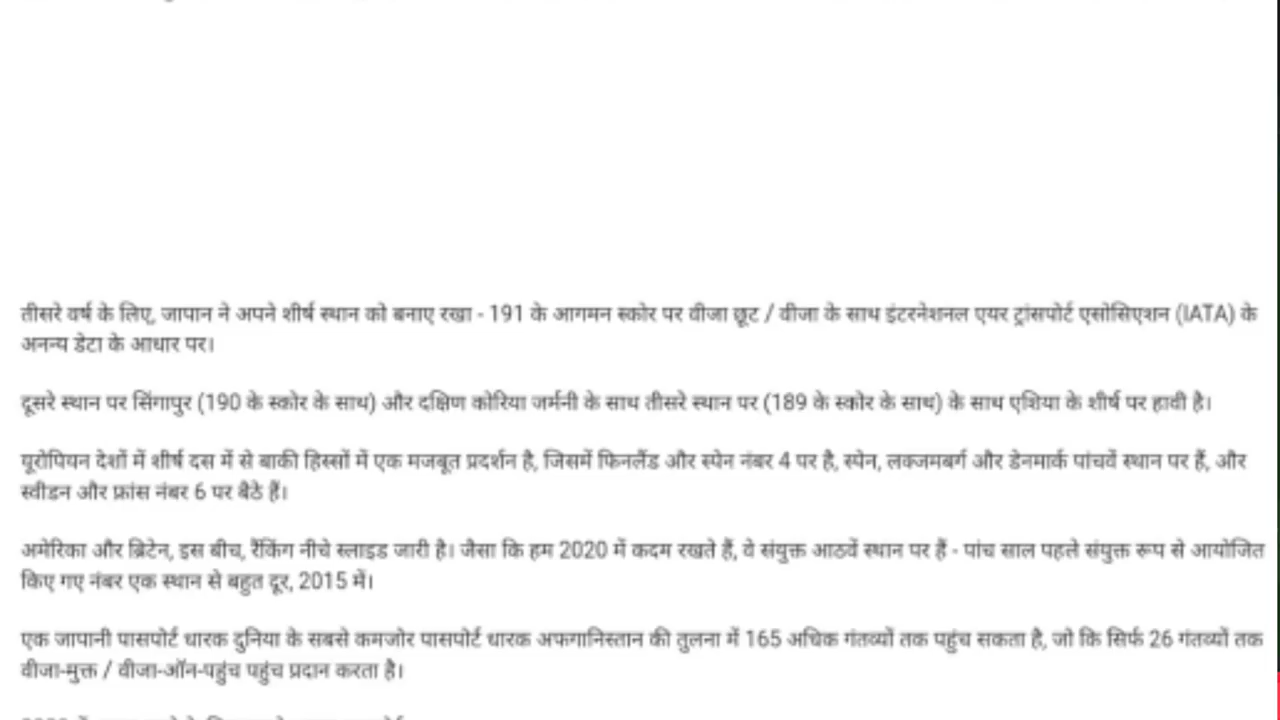 तीसरे वर्ष के लिए, जापान ने अपने शीर्ष स्थान को बनाए रखा - 191 के आगमन स्कोर पर वीजा छूट / वीजा के साथ इंटरनेशनल एयर ट्रांसपोर्ट एसोसिएशन (IATA) के
अनन्य डेटा के आधार पर।
दूसरे स्थान पर सिंगापुर (190 के स्कोर के साथ) और दक्षिण कोरिया जर्मनी के साथ तीसरे स्थान पर (189 के स्कोर के साथ) के साथ एशिया के शीर्ष पर हावी है।
यूरोपियन देशों में शीर्ष दस में से बाकी हिस्सों में एक मजबूत प्रदर्शन है, जिसमें फिनलैंड और स्पेन नंबर 4 पर है, स्पेन, लक्जमबर्ग और डेनमार्क पांचवें स्थान पर हैं, और
स्वीडन और फ्रांस नंबर 6 पर बैठे हैं।
अमेरिका और ब्रिटेन, इस बीच, रैंकिंग नीचे स्लाइड जारी है। जैसा कि हम 2020 में कदम रखते हैं, वे संयुक्त आठवें स्थान पर हैं - पांच साल पहले संयुक्त रूप से आयोजित
किए गए नंबर एक स्थान से बहुत दूर, 2015 में।
एक जापानी पासपोर्ट धारक दुनिया के सबसे कमजोर पासपोर्ट धारक अफगानिस्तान की तुलना में 165 अधिक गंतव्यों तक पहुंच सकता है, जो कि सिर्फ 26 गंतव्यों तक
वीजा-मुक्त / वीजा-ऑन-पहुंच पहुंच प्रदान करता है।